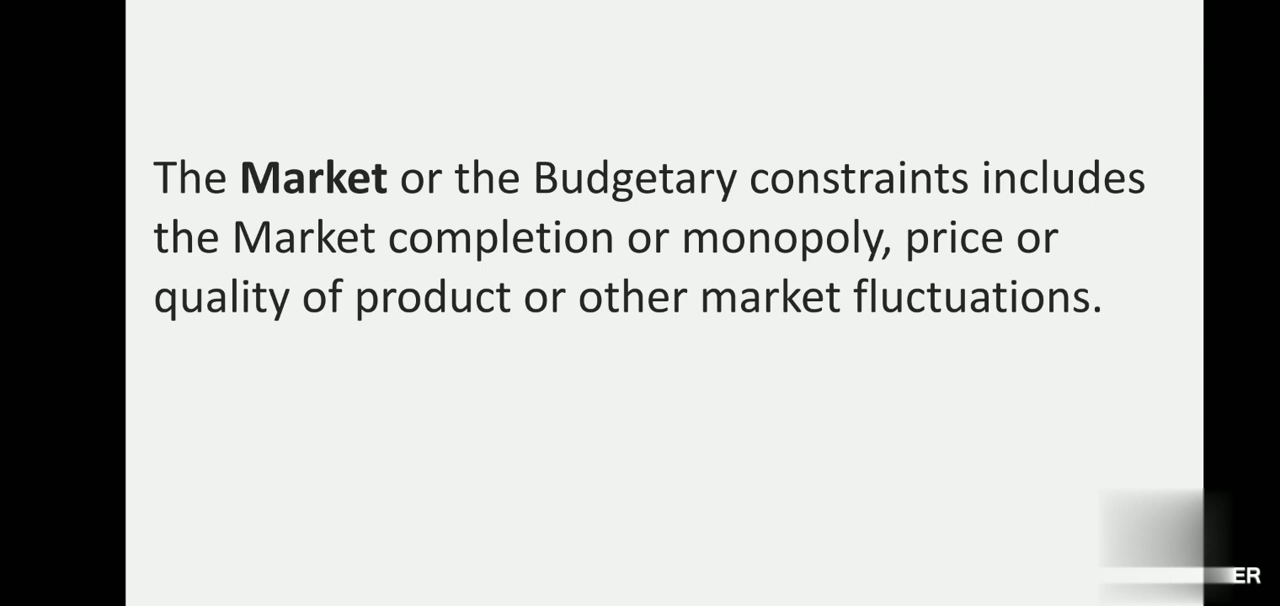 The Market or the Budgetary constraints includes
the Market completion or monopoly, price or
quality of product or other market fluctuations.
ER